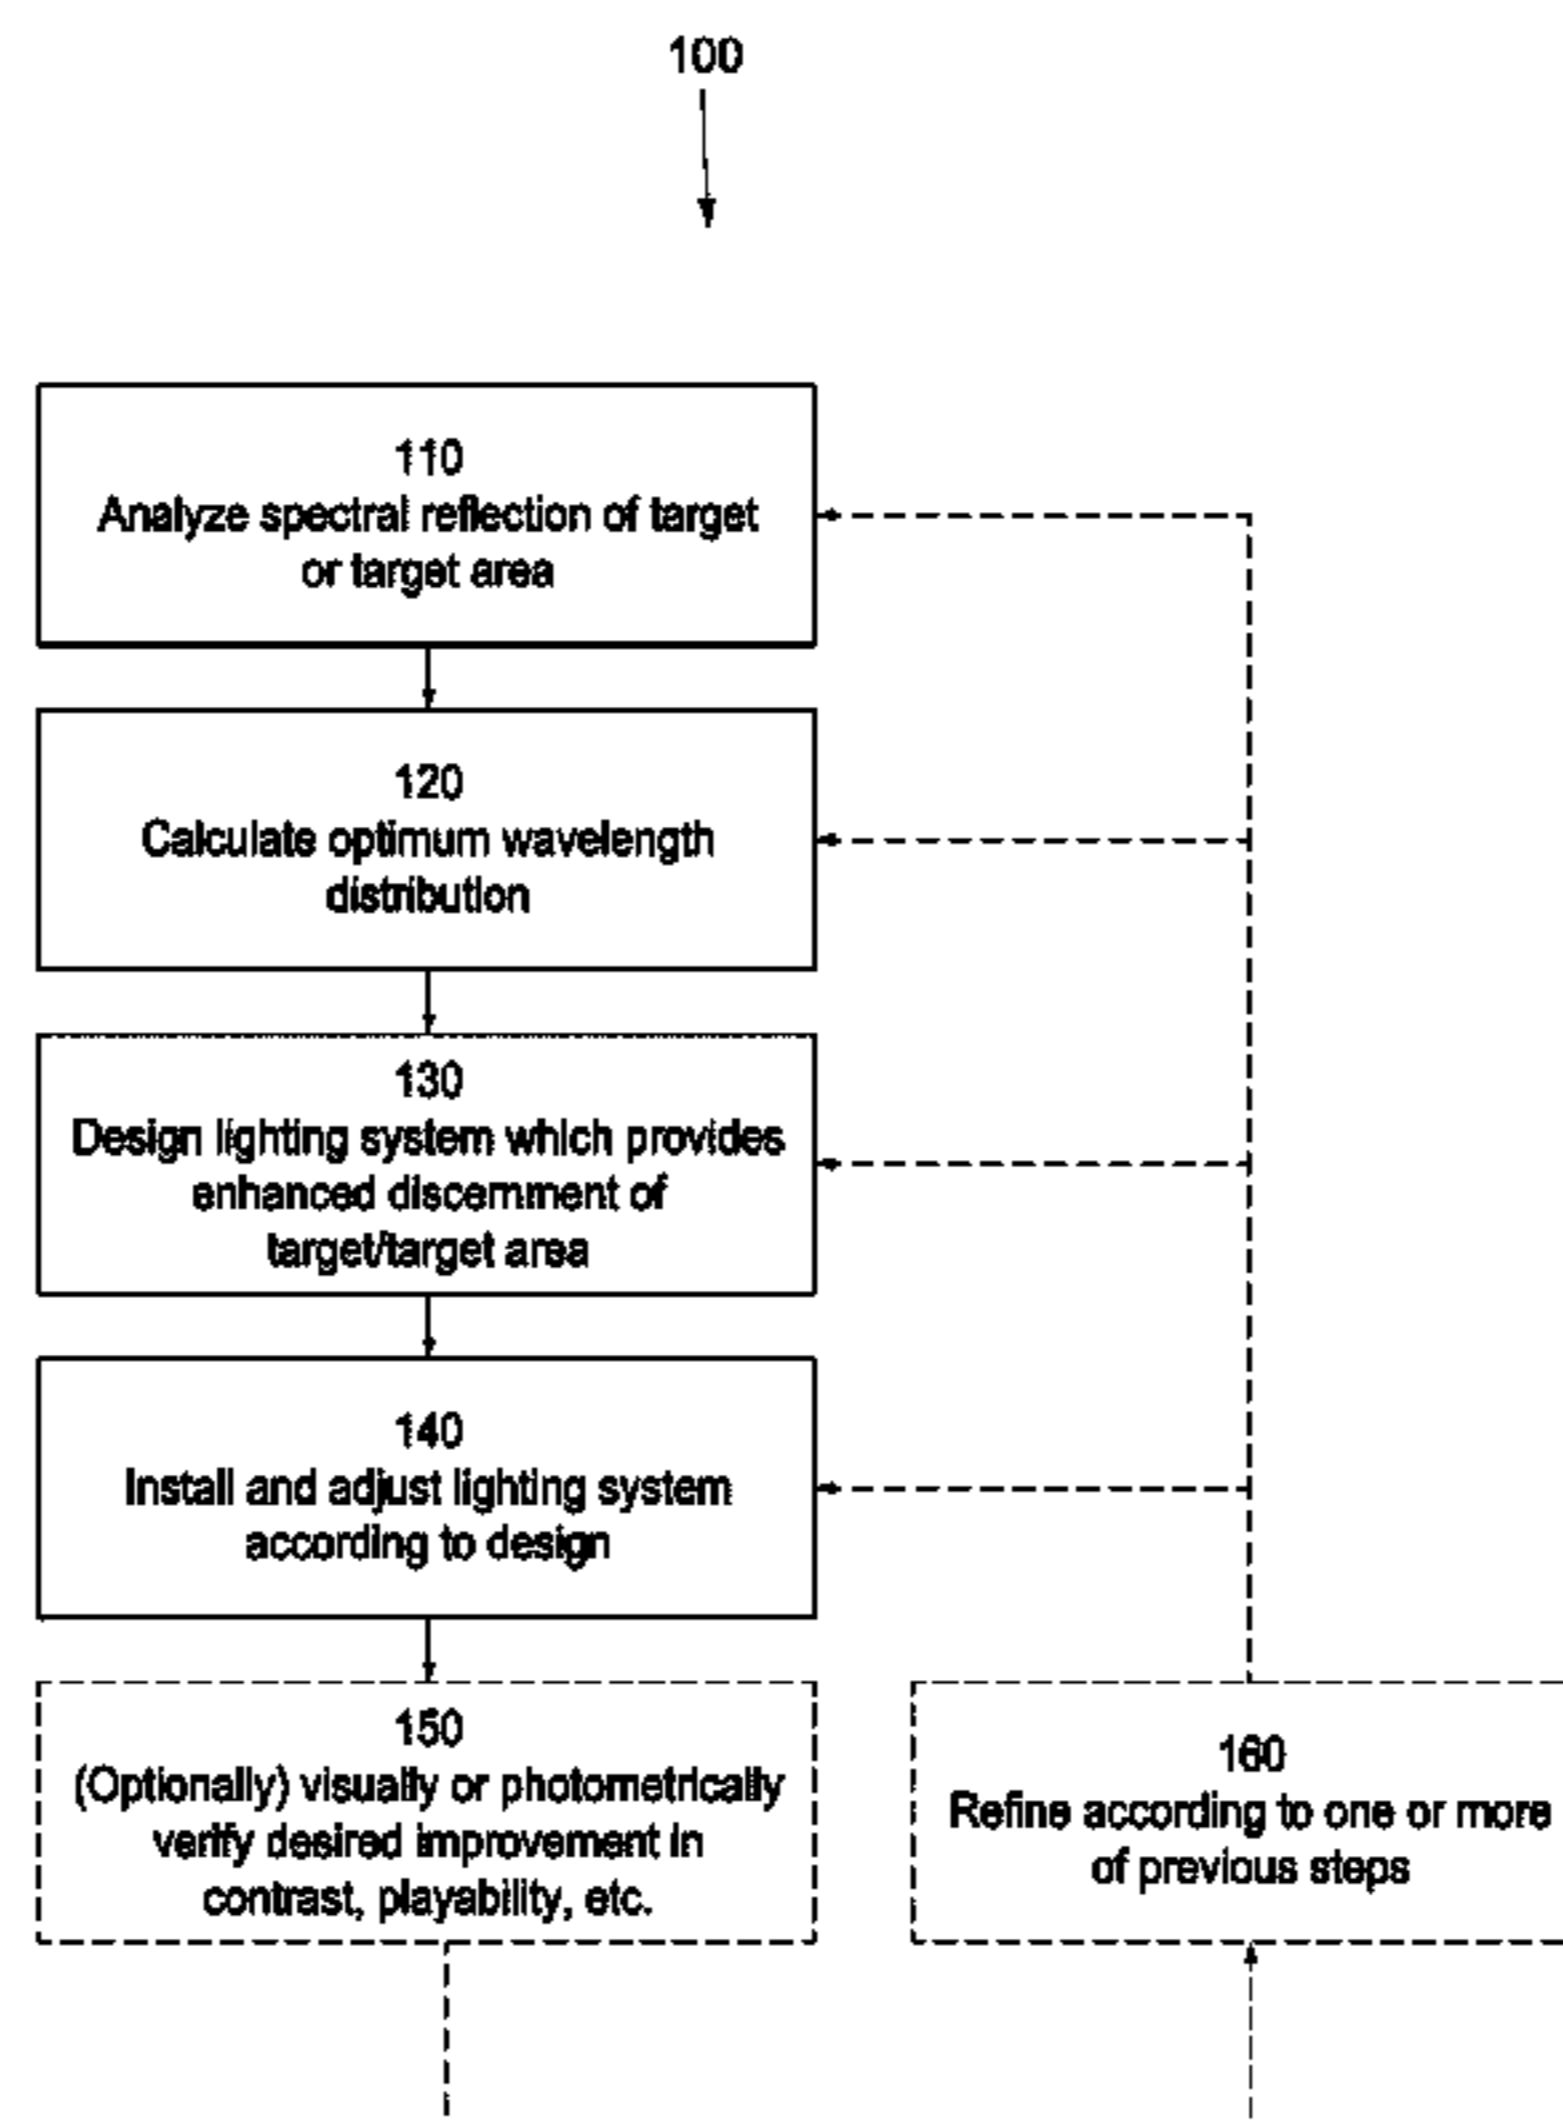 100
110
Analyze spectral reflection of target
or target area
120
Calculate optimum wavelength
distribution
130
Design lighting system which provides
enhanced discernment of
target/target area
140
Install and adjust lighting system
according to design
150
(Optionally) visually or photometrically
verify desired improvement in
contrast, playability, etc.
160
Refine according to one or more
of previous steps